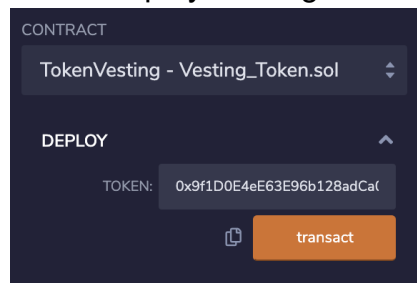 CONTRACT
TokenVesting - Vesting_Token.sol
DEPLOY
TOKEN: 0x9f1D0E4eE63E96b128adCa(
transact